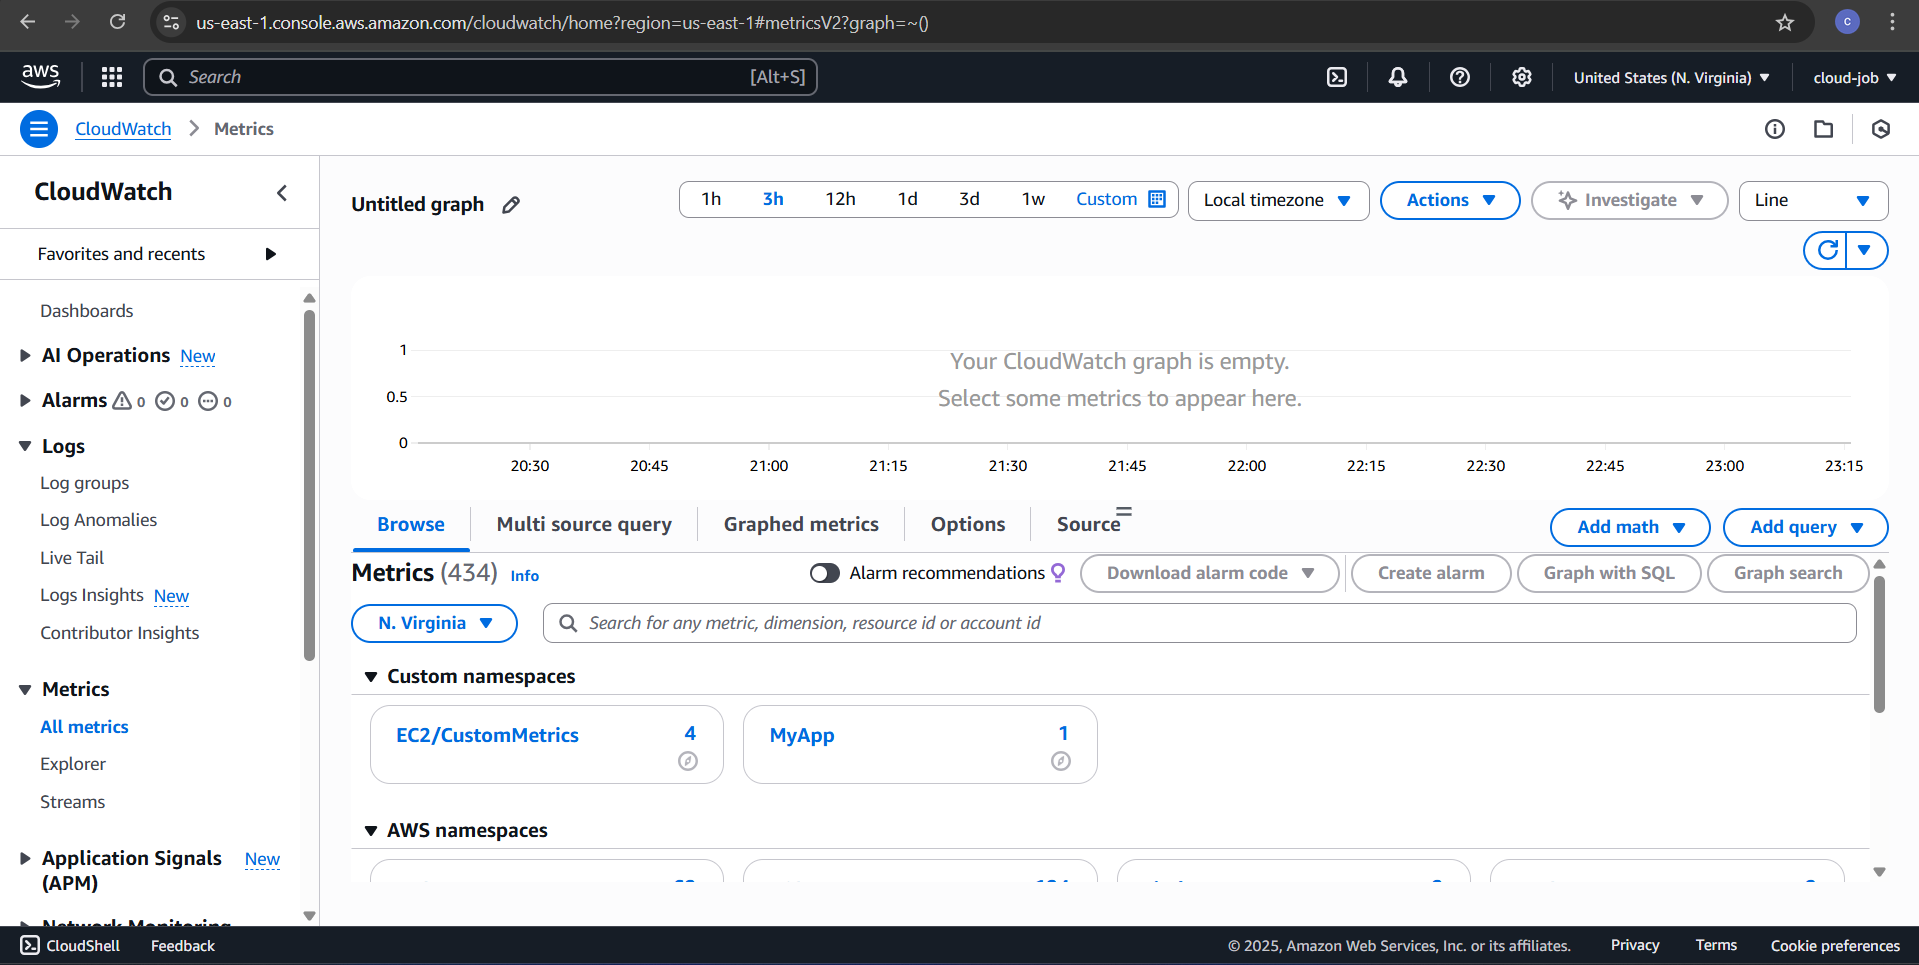 us-east-1.console.aws.amazon.com/cloudwatch/home?region=us-east-1#metricsV2?graph=~()
C
aws
Search
[Alt+S]
United States (N. Virginia)
cloud-job
CloudWatch
Metrics
CloudWatch
Favorites and recents
Dashboards
AI Operations New
Alarms 0 0 0
Logs
Log groups
Log Anomalies
Live Tail
Logs Insights New
Contributor Insights
Metrics
All metrics
Explorer
Streams
Application Signals New
(APM)
Network Monitoring
Untitled graph
1h 3h 12h 1d 3d 1w Custom
Local timezone
Actions
Investigate
Line
1
0.5
0
Your CloudWatch graph is empty.
Select some metrics to appear here.
20:30 20:45 21:00 21:15 21:30 21:45 22:00 22:15 22:30 22:45 23:00 23:15
Browse
Multi source query
Graphed metrics
Options
Source
Add math
Add query
Metrics (434) Info
Alarm recommendations
Download alarm code
Create alarm
Graph with SQL
Graph search
N. Virginia
Search for any metric, dimension, resource id or account id
Custom namespaces
EC2/CustomMetrics 4
MyApp 1
AWS namespaces
CloudShell
Feedback
© 2025, Amazon Web Services, Inc. or its affiliates.
Privacy
Terms
Cookie preferences